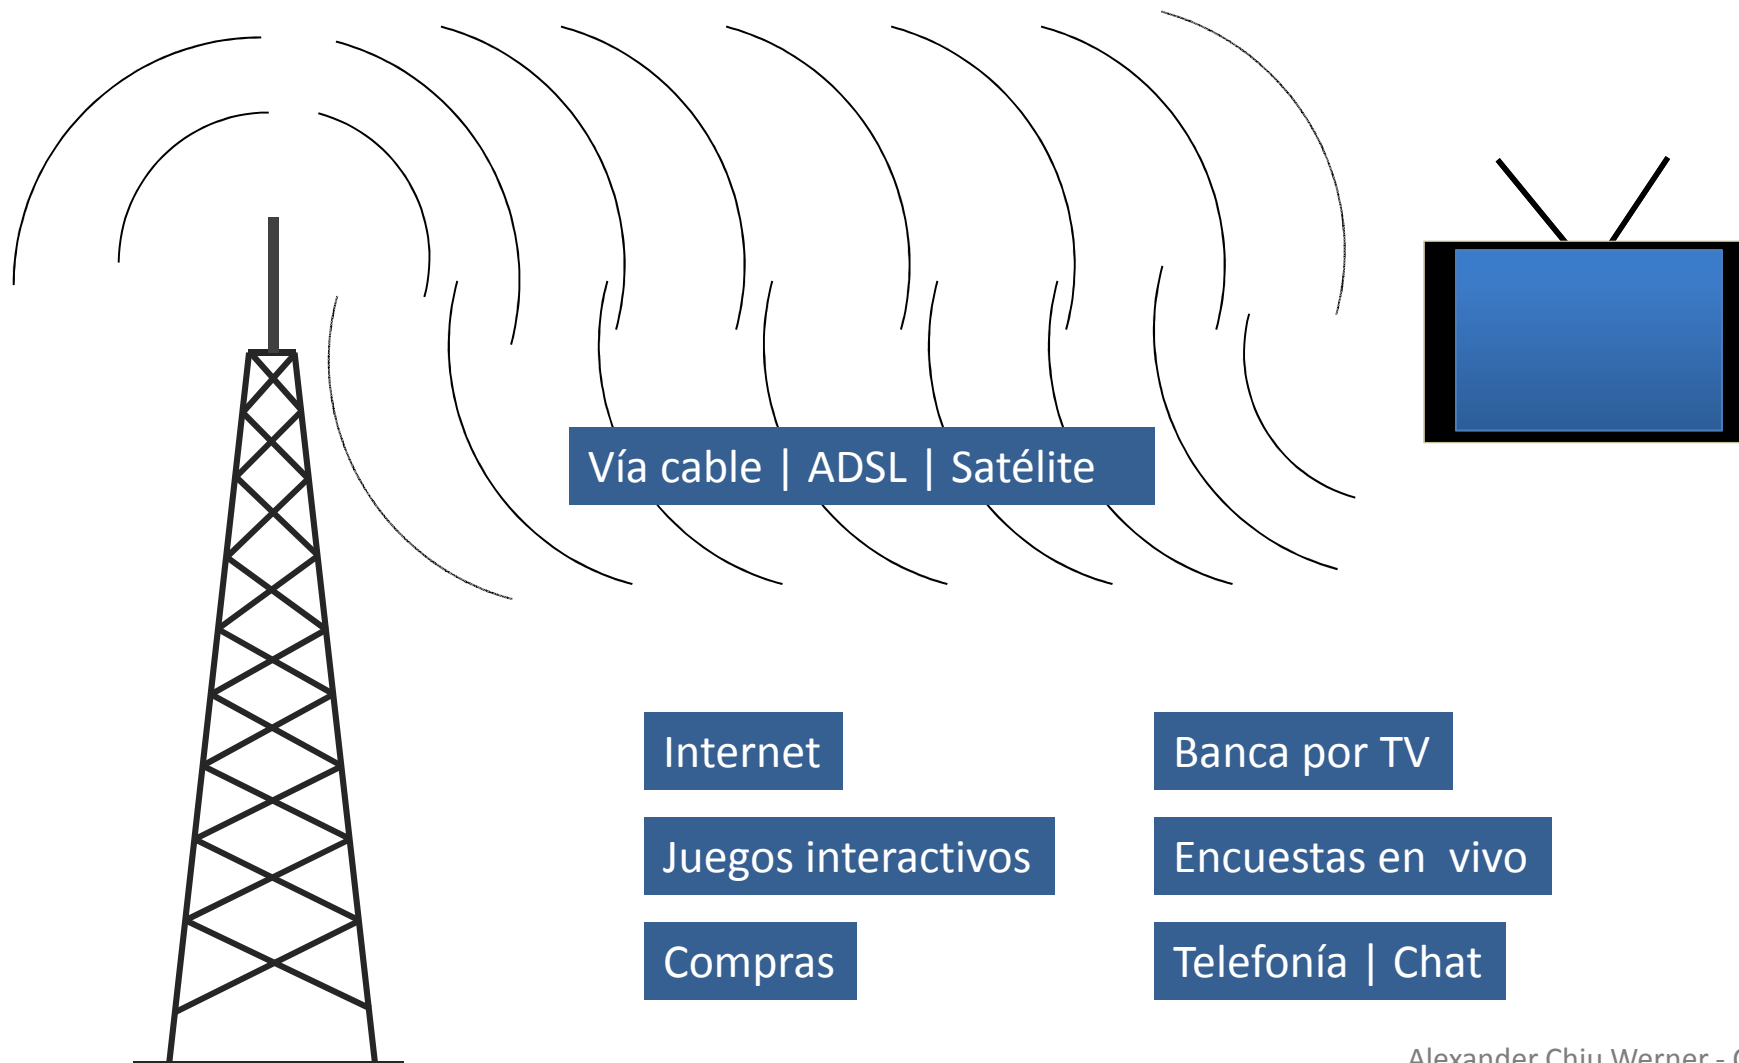 Vía cable | ADSL | Satélite
Internet
Banca por TV
Juegos interactivos
Encuestas en  vivo
Compras
Telefonía | Chat
Alexander Chiu Werner -